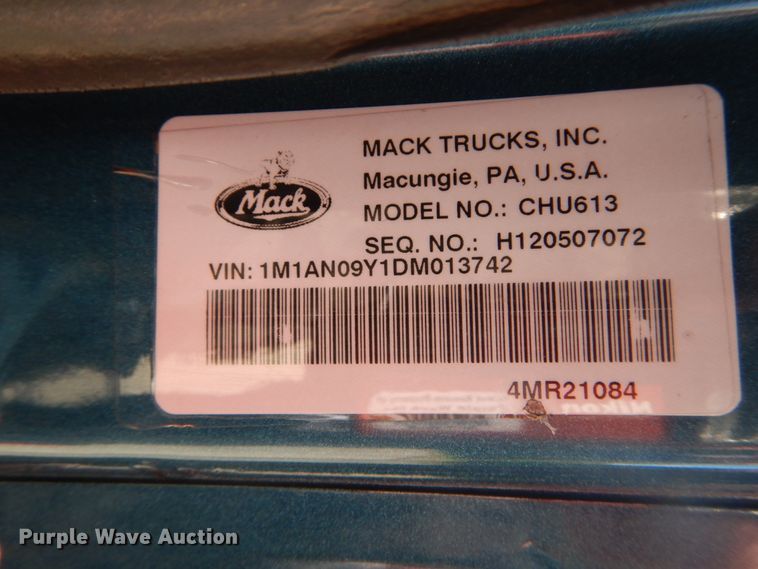 MACK TRUCKS, INC.
Macungie, PA, U.S.A.
Mack
MODEL NO.: CHU613
SEQ. NO.: H120507072
VIN: 1M1AN09Y1DM013742
4MR21084
Purple Wave Auction